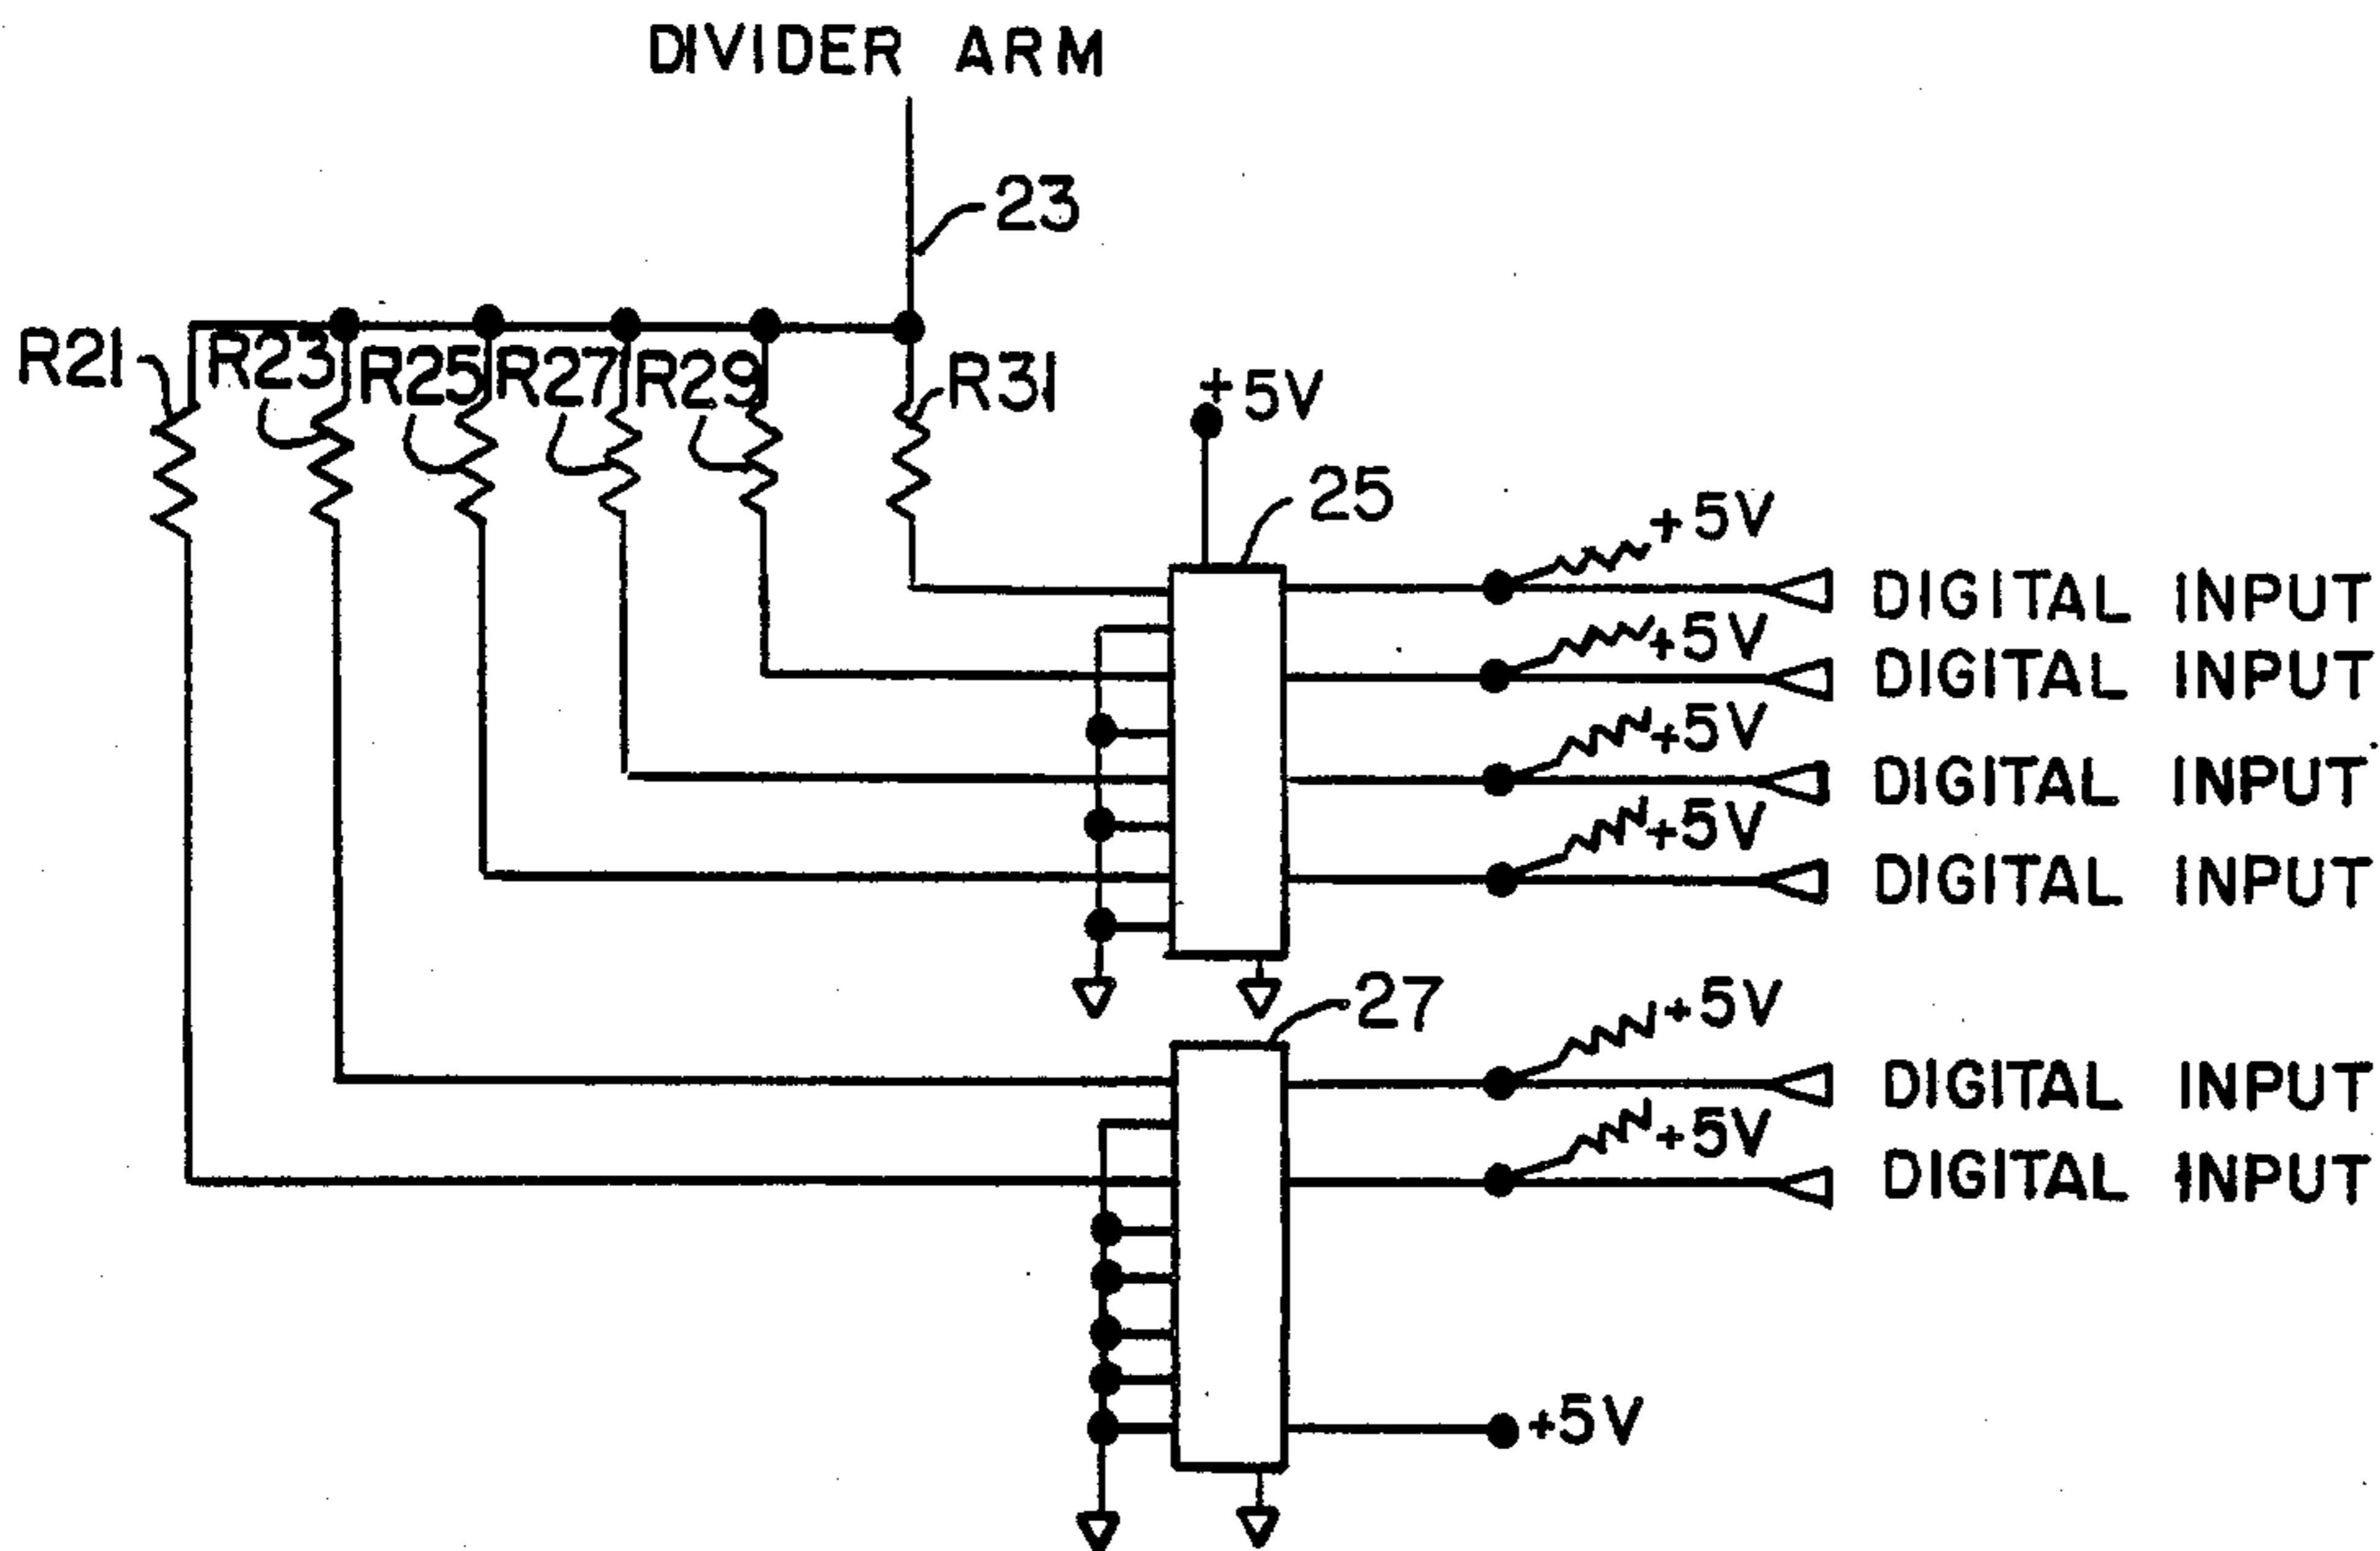 DIVIDER ARM
23
R21
R23
R25
R27
R29
R31
+5V
25
+5V
DIGITAL INPUT
+5V
DIGITAL INPUT
+5V
DIGITAL INPUT
+5V
DIGITAL INPUT
27
+5V
DIGITAL INPUT
+5V
DIGITAL INPUT
+5V